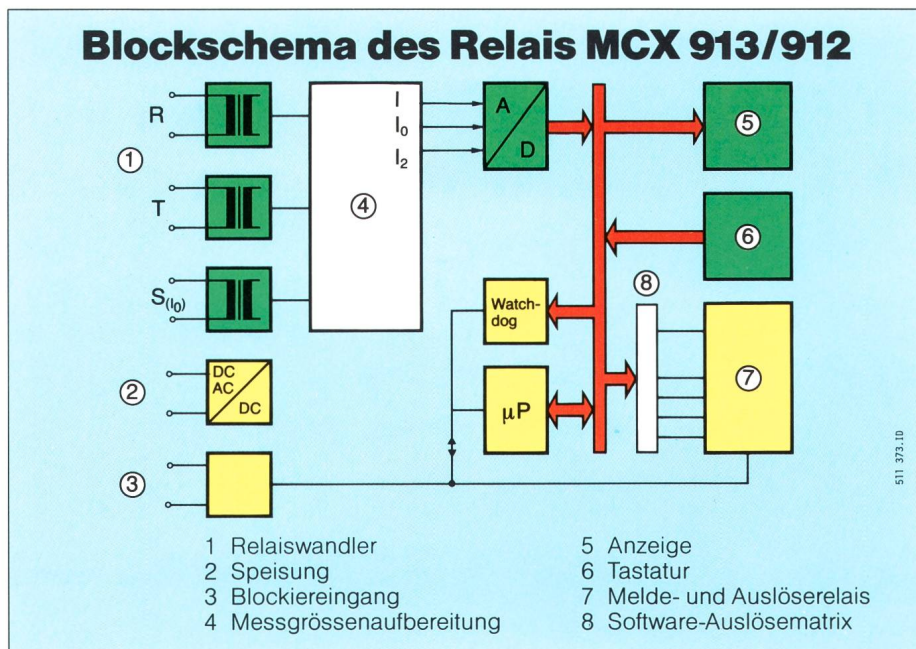 Blockschema des Relais MCX 913/912
R
1
T
S(I0)
2
DC
AC
DC
3
4
I
I0
I2
A
D
Watch-
dog
µP
5
6
8
7
511 373.ID
1 Relaiswandler
2 Speisung
3 Blockiereingang
4 Messgrössenaufbereitung
5 Anzeige
6 Tastatur
7 Melde- und Auslöserelais
8 Software-Auslösematrix